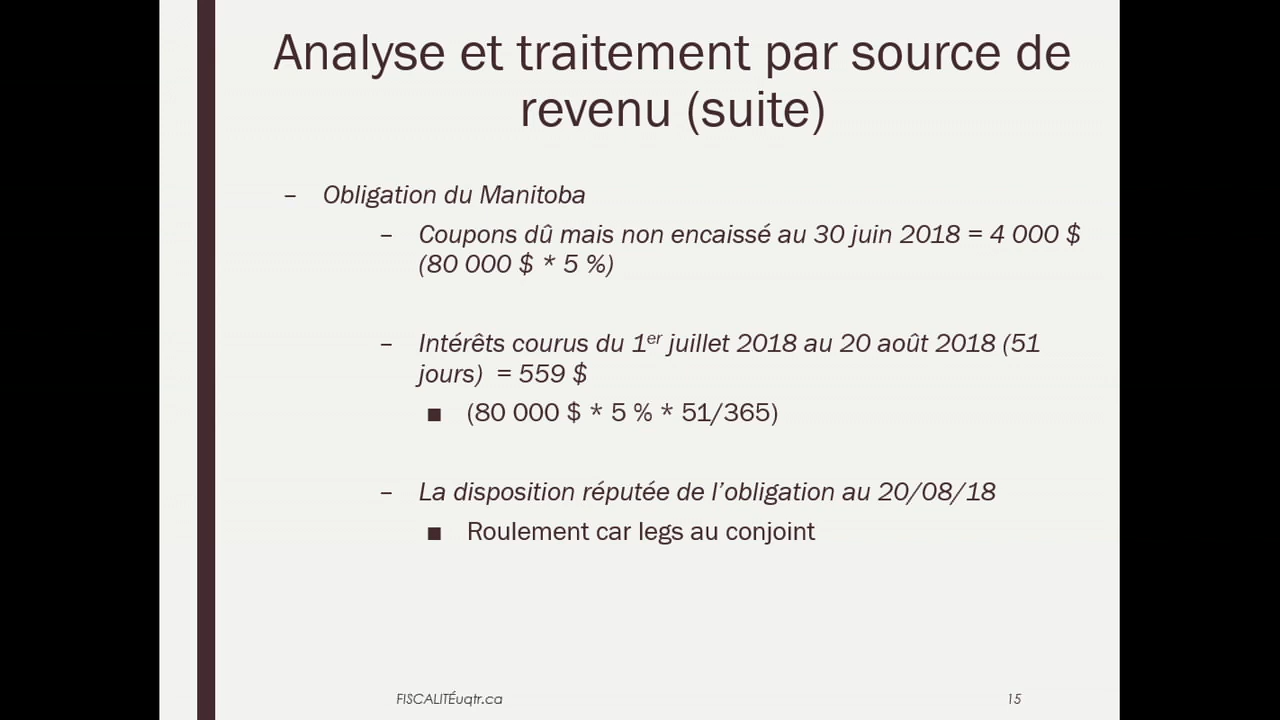 Analyse et traitement par source de
revenu (suite)
– Obligation du Manitoba
– Coupons dû mais non encaissé au 30 juin 2018 = 4 000 $
(80 000 $ * 5 %)
– Intérêts courus du 1er juillet 2018 au 20 août 2018 (51
jours)  = 559 $
■ (80 000 $ * 5 % * 51/365)
– La disposition réputée de l’obligation au 20/08/18
■ Roulement car legs au conjoint
FISCALITÉuqtr.ca
15